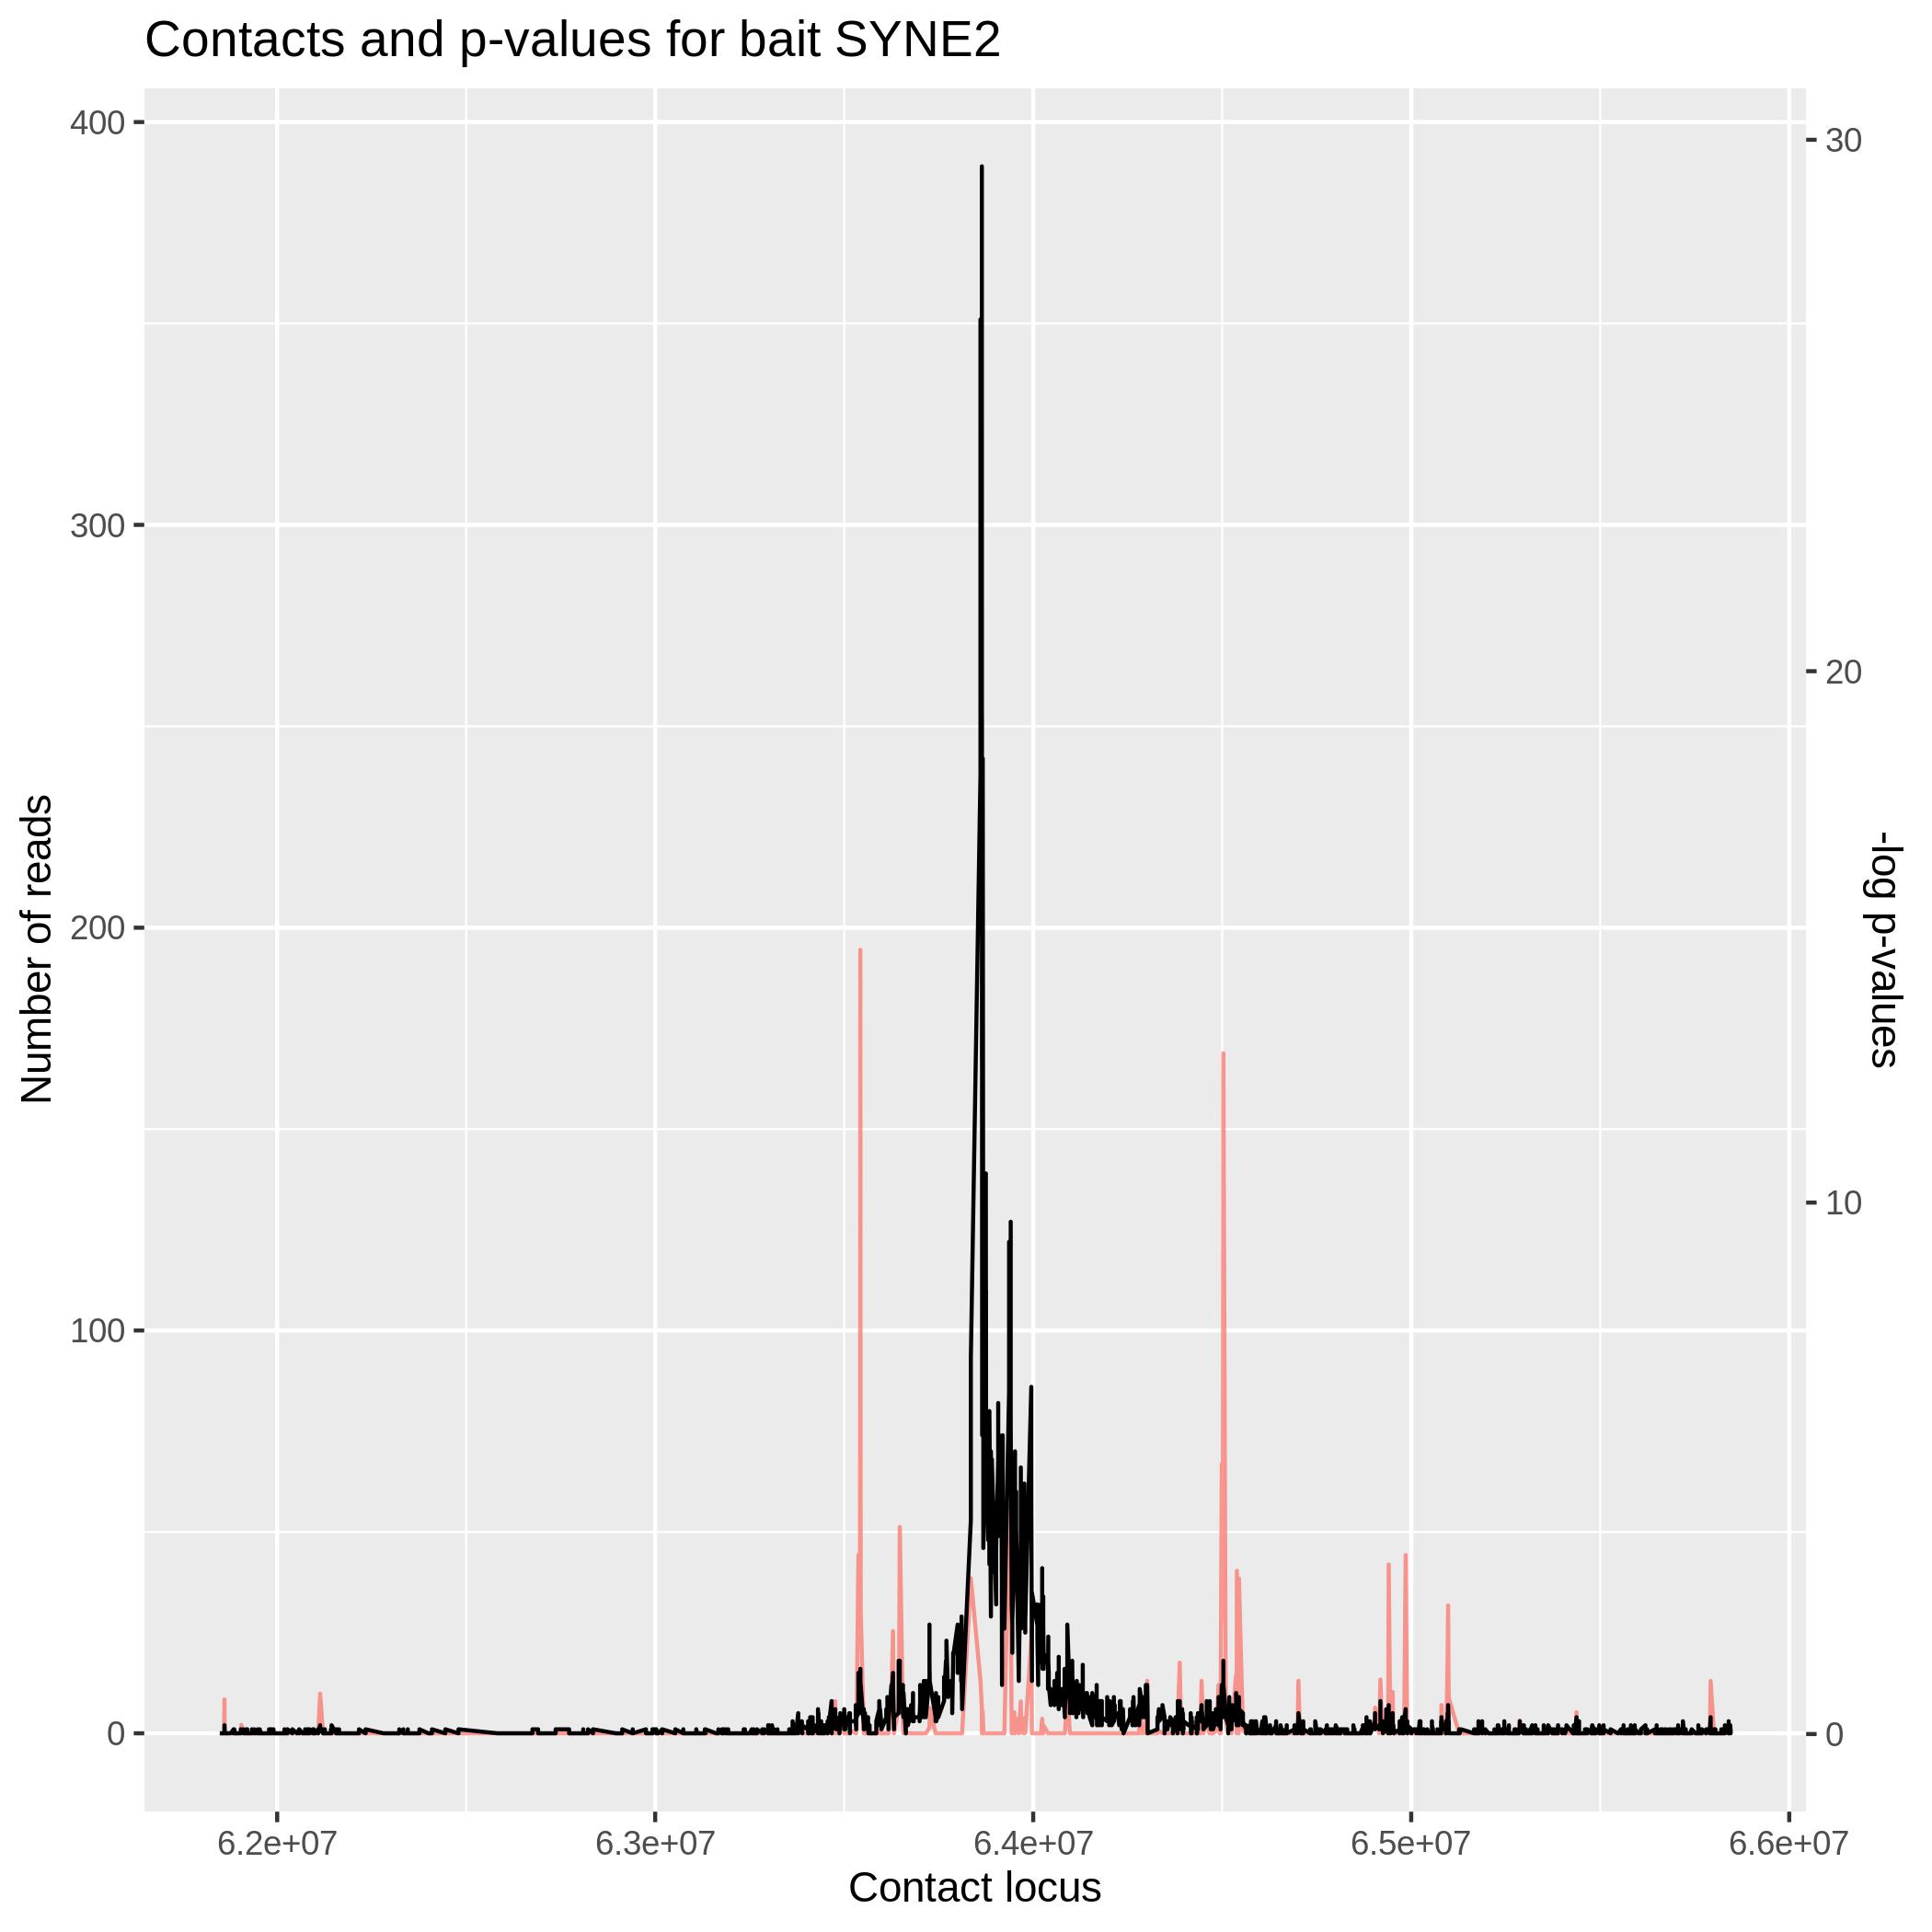 Contacts and p-values for bait SYNE2
400
300
200
100
0
Number of reads
30
20
10
0
-log p-values
6.2e+07
6.3e+07
6.4e+07
6.5e+07
6.6e+07
Contact locus